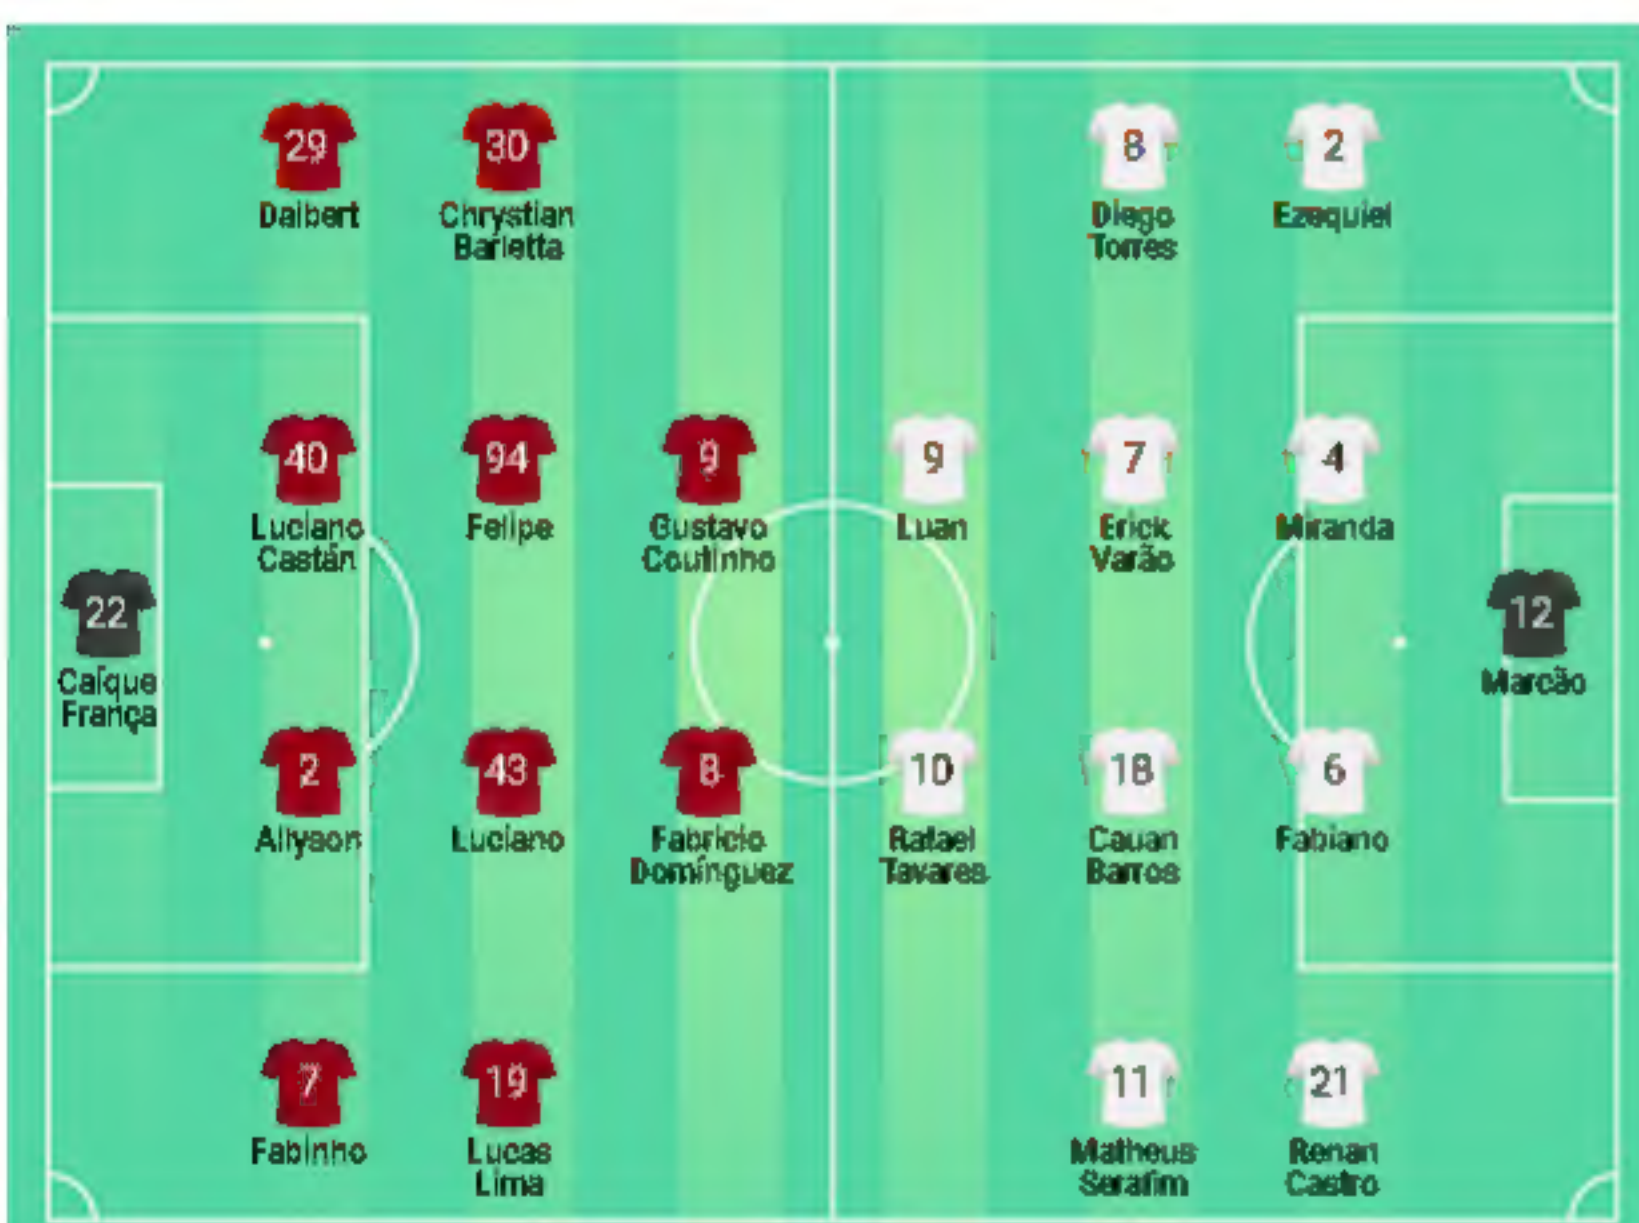 29
30
8
2
Dalbert
Chrystian
Barletta
Diego
Torres
Ezequiel
40
94
9
9
7
4
Luciano
Castán
Felipe
Gustavo
Coutinho
Luan
Erick
Varão
Miranda
22
12
Caíque
França
Marcão
2
43
8
10
18
6
Allyson
Luciano
Fabricio
Domínguez
Rafael
Tavares
Cauan
Barros
Fabiano
7
19
11
21
Fabinho
Lucas
Lima
Matheus
Serafim
Renan
Castro